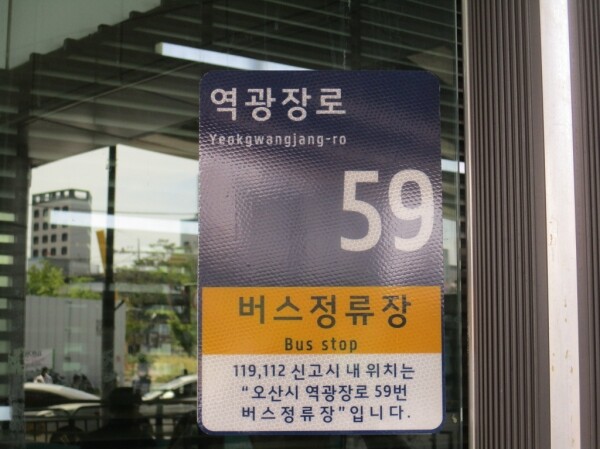 역광장로
Yeokgwangjang-ro
59
버스정류장
Bus stop
119,112 신고시 내 위치는
“오산시 역광장로 59번
버스정류장”입니다.